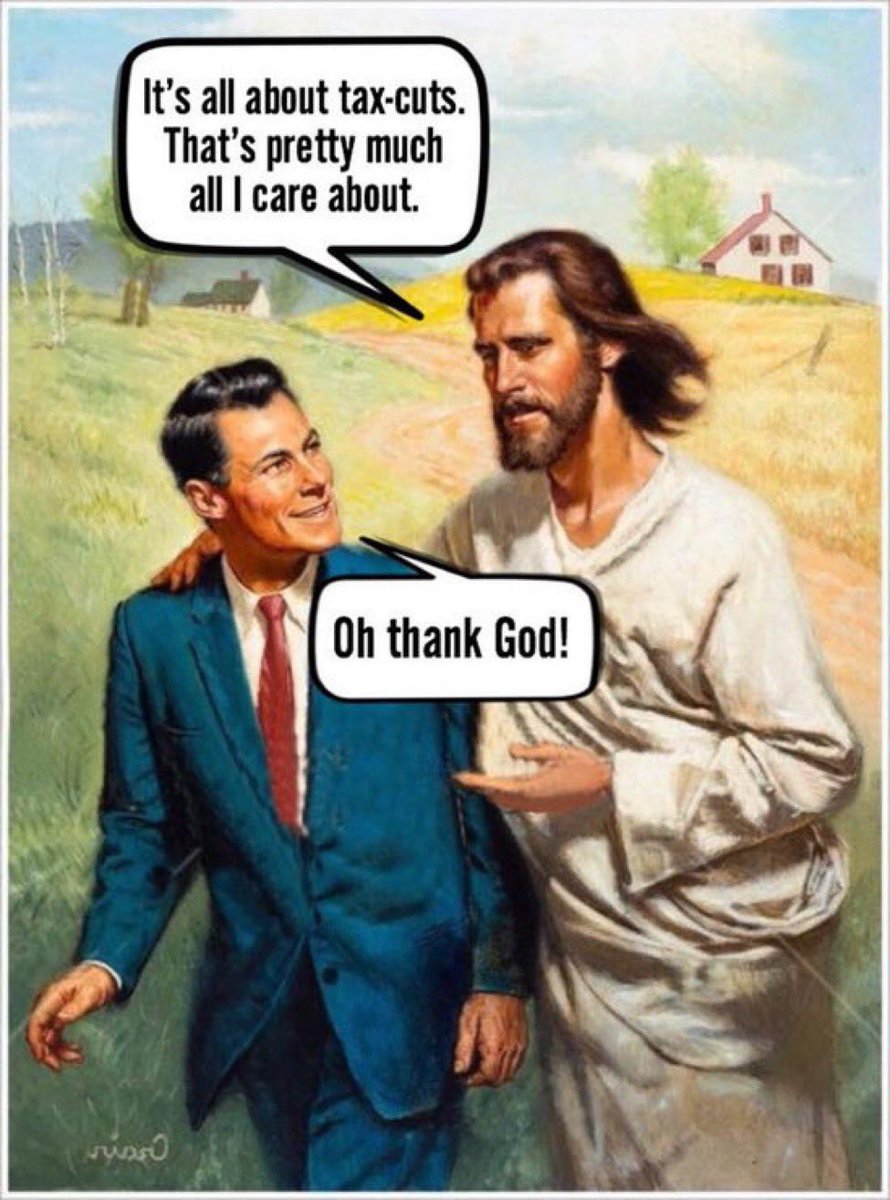 It's all about tax-cuts.
That's pretty much
all I care about.
Oh thank God!